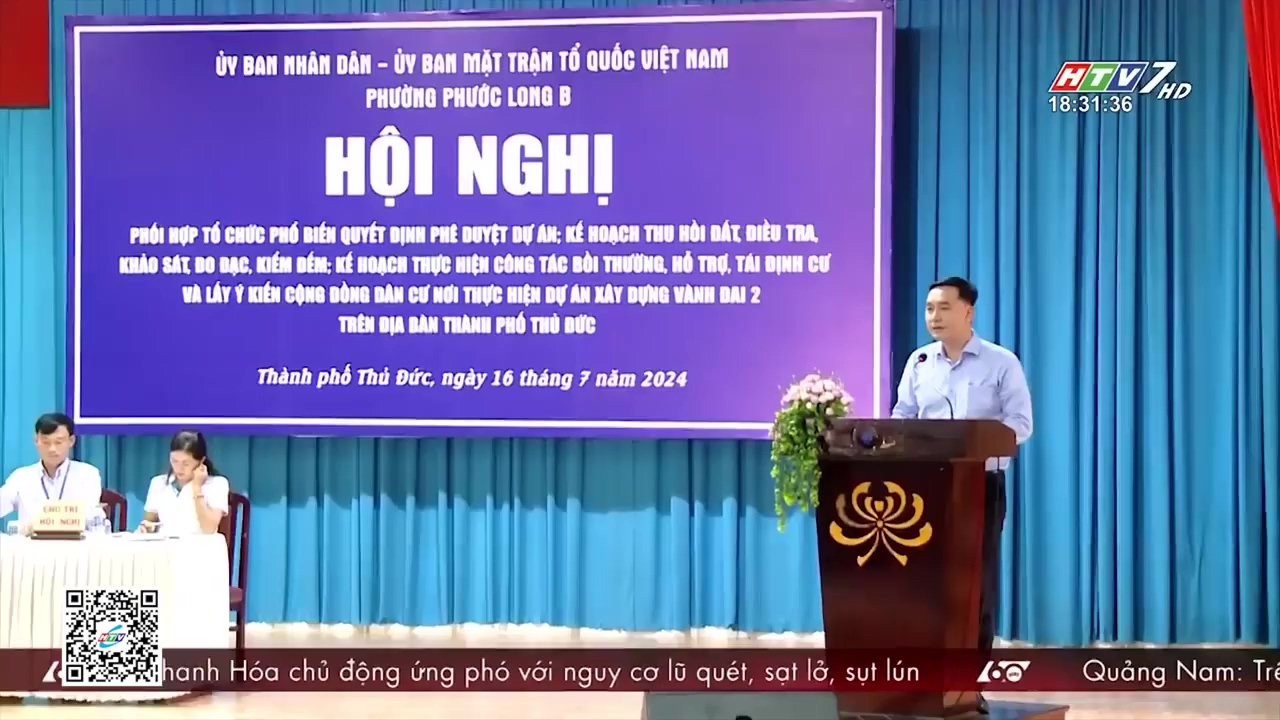 ỦY BAN NHÂN DÂN – ỦY BAN MẶT TRẬN TỔ QUỐC VIỆT NAM
PHƯỜNG PHƯỚC LONG B
HỘI NGHỊ
PHỐI HỢP TỔ CHỨC PHỔ BIẾN QUYẾT ĐỊNH PHÊ DUYỆT DỰ ÁN; KẾ HOẠCH THU HỒI ĐẤT, ĐIỀU TRA,
KHẢO SÁT, ĐO ĐẠC, KIỂM ĐẾM; KẾ HOẠCH THỰC HIỆN CÔNG TÁC BỒI THƯỜNG, HỖ TRỢ, TÁI ĐỊNH CƯ
VÀ LẤY Ý KIẾN CỘNG ĐỒNG DÂN CƯ NƠI THỰC HIỆN DỰ ÁN XÂY DỰNG VÀNH ĐAI 2
TRÊN ĐỊA BÀN THÀNH PHỐ THỦ ĐỨC
Thành phố Thủ Đức, ngày 16 tháng 7 năm 2024
HTV7 HD
18:31:36
CHỦ TRÌ
HỘI NGHỊ
HTV
hanh Hóa chủ động ứng phó với nguy cơ lũ quét, sạt lở, sụt lún
60 giây
Quảng Nam: Trê